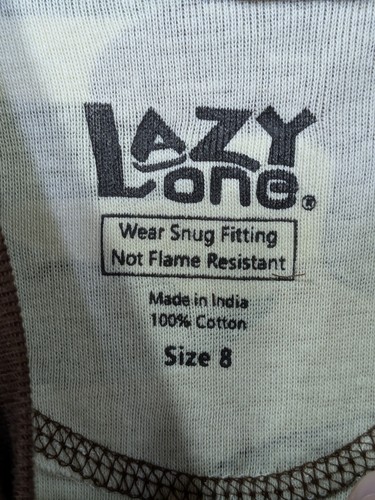 LAZY
one®
Wear Snug Fitting
Not Flame Resistant
Made in India
100% Cotton
Size 8